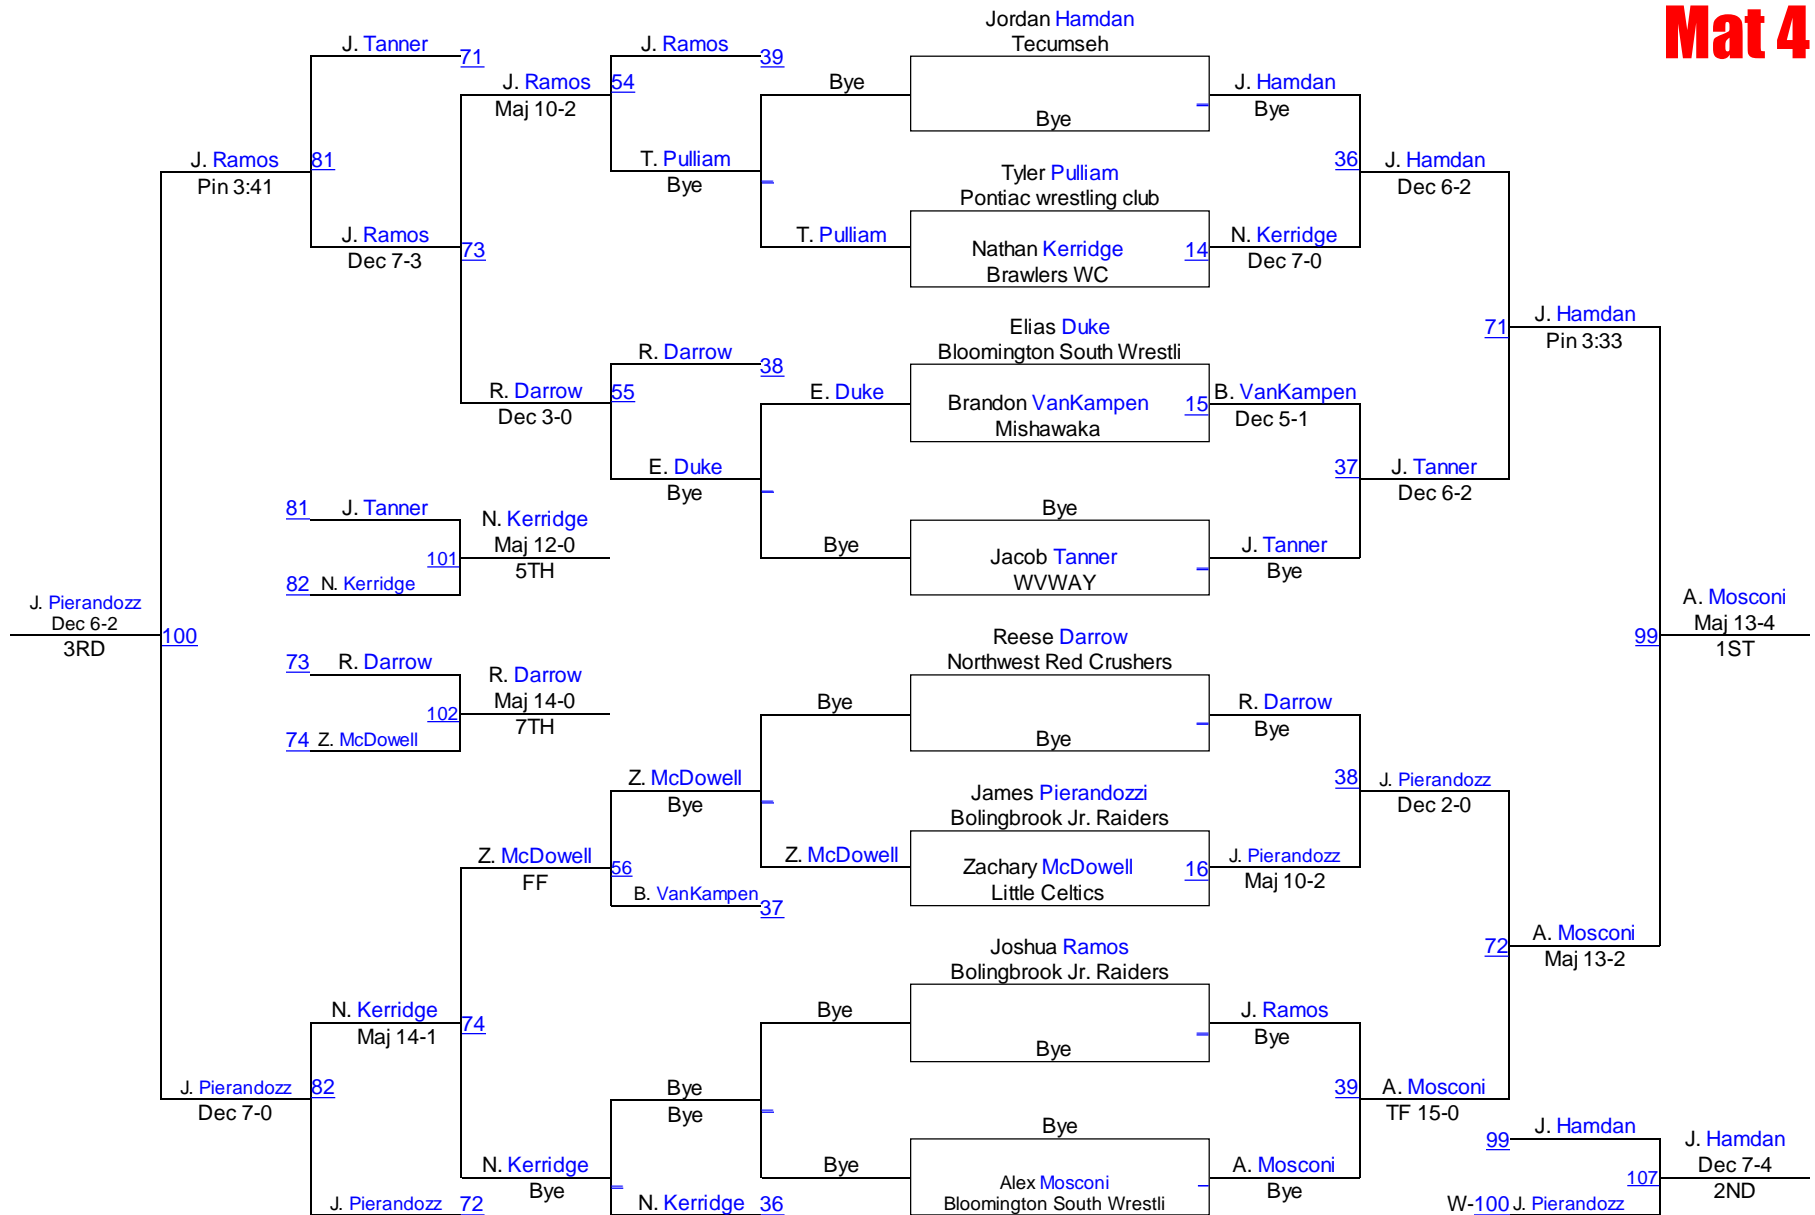 Mat 4
Jordan Hamdan
Tecumseh
J. Tanner
71
J. Ramos
39
J. Ramos
54
Maj 10-2
Bye
Bye
J. Hamdan
Bye
J. Ramos
81
Pin 3:41
T. Pulliam
Bye
Tyler Pulliam
Pontiac wrestling club
36
J. Hamdan
Dec 6-2
J. Ramos
73
Dec 7-3
T. Pulliam
Nathan Kerridge
14
Brawlers WC
N. Kerridge
Dec 7-0
Elias Duke
Bloomington South Wrestli
71
J. Hamdan
Pin 3:33
R. Darrow
38
R. Darrow
55
Dec 3-0
E. Duke
Brandon VanKampen
15
Mishawaka
B. VanKampen
Dec 5-1
E. Duke
Bye
37
J. Tanner
Dec 6-2
81
J. Tanner
N. Kerridge
Maj 12-0
101
5TH
82
N. Kerridge
Bye
Bye
Jacob Tanner
WVWAY
J. Tanner
Bye
J. Pierandozz
Dec 6-2
100
3RD
99
A. Mosconi
Maj 13-4
1ST
Reese Darrow
Northwest Red Crushers
73
R. Darrow
R. Darrow
Maj 14-0
102
7TH
74
Z. McDowell
Bye
Bye
R. Darrow
Bye
Z. McDowell
Bye
James Pierandozzi
Bolingbrook Jr. Raiders
38
J. Pierandozz
Dec 2-0
Z. McDowell
56
FF
B. VanKampen
37
Z. McDowell
Zachary McDowell
16
Little Celtics
J. Pierandozz
Maj 10-2
Joshua Ramos
Bolingbrook Jr. Raiders
72
A. Mosconi
Maj 13-2
N. Kerridge
74
Maj 14-1
Bye
Bye
J. Ramos
Bye
J. Pierandozz
82
Dec 7-0
Bye
Bye
39
A. Mosconi
TF 15-0
Bye
Bye
Alex Mosconi
Bloomington South Wrestli
A. Mosconi
Bye
N. Kerridge
Bye
J. Pierandozz
72
N. Kerridge
36
99
J. Hamdan
J. Hamdan
Dec 7-4
107
2ND
W-100
J. Pierandozz